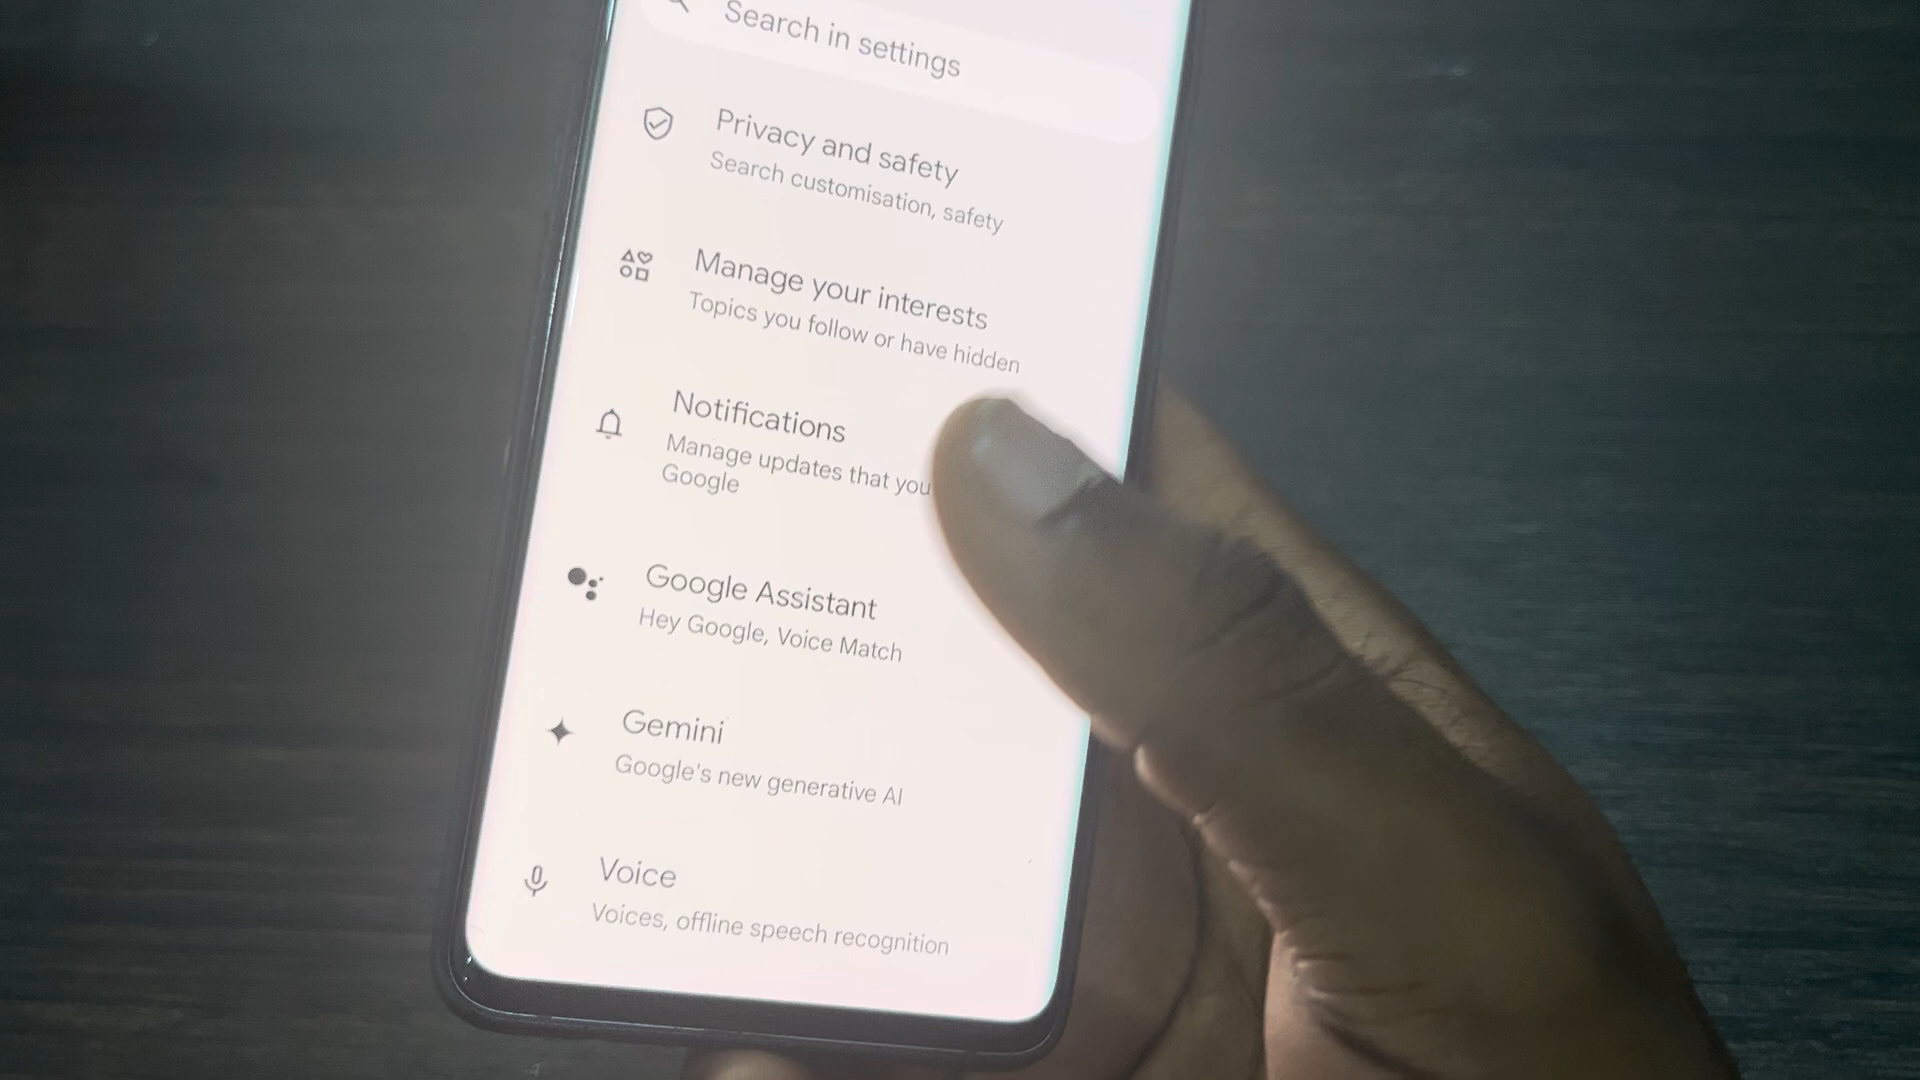 Search in settings
Privacy and safety
Search customisation, safety
Manage your interests
Topics you follow or have hidden
Notifications
Manage updates that you
Google
Google Assistant
Hey Google, Voice Match
Gemini
Google's new generative AI
Voice
Voices, offline speech recognition